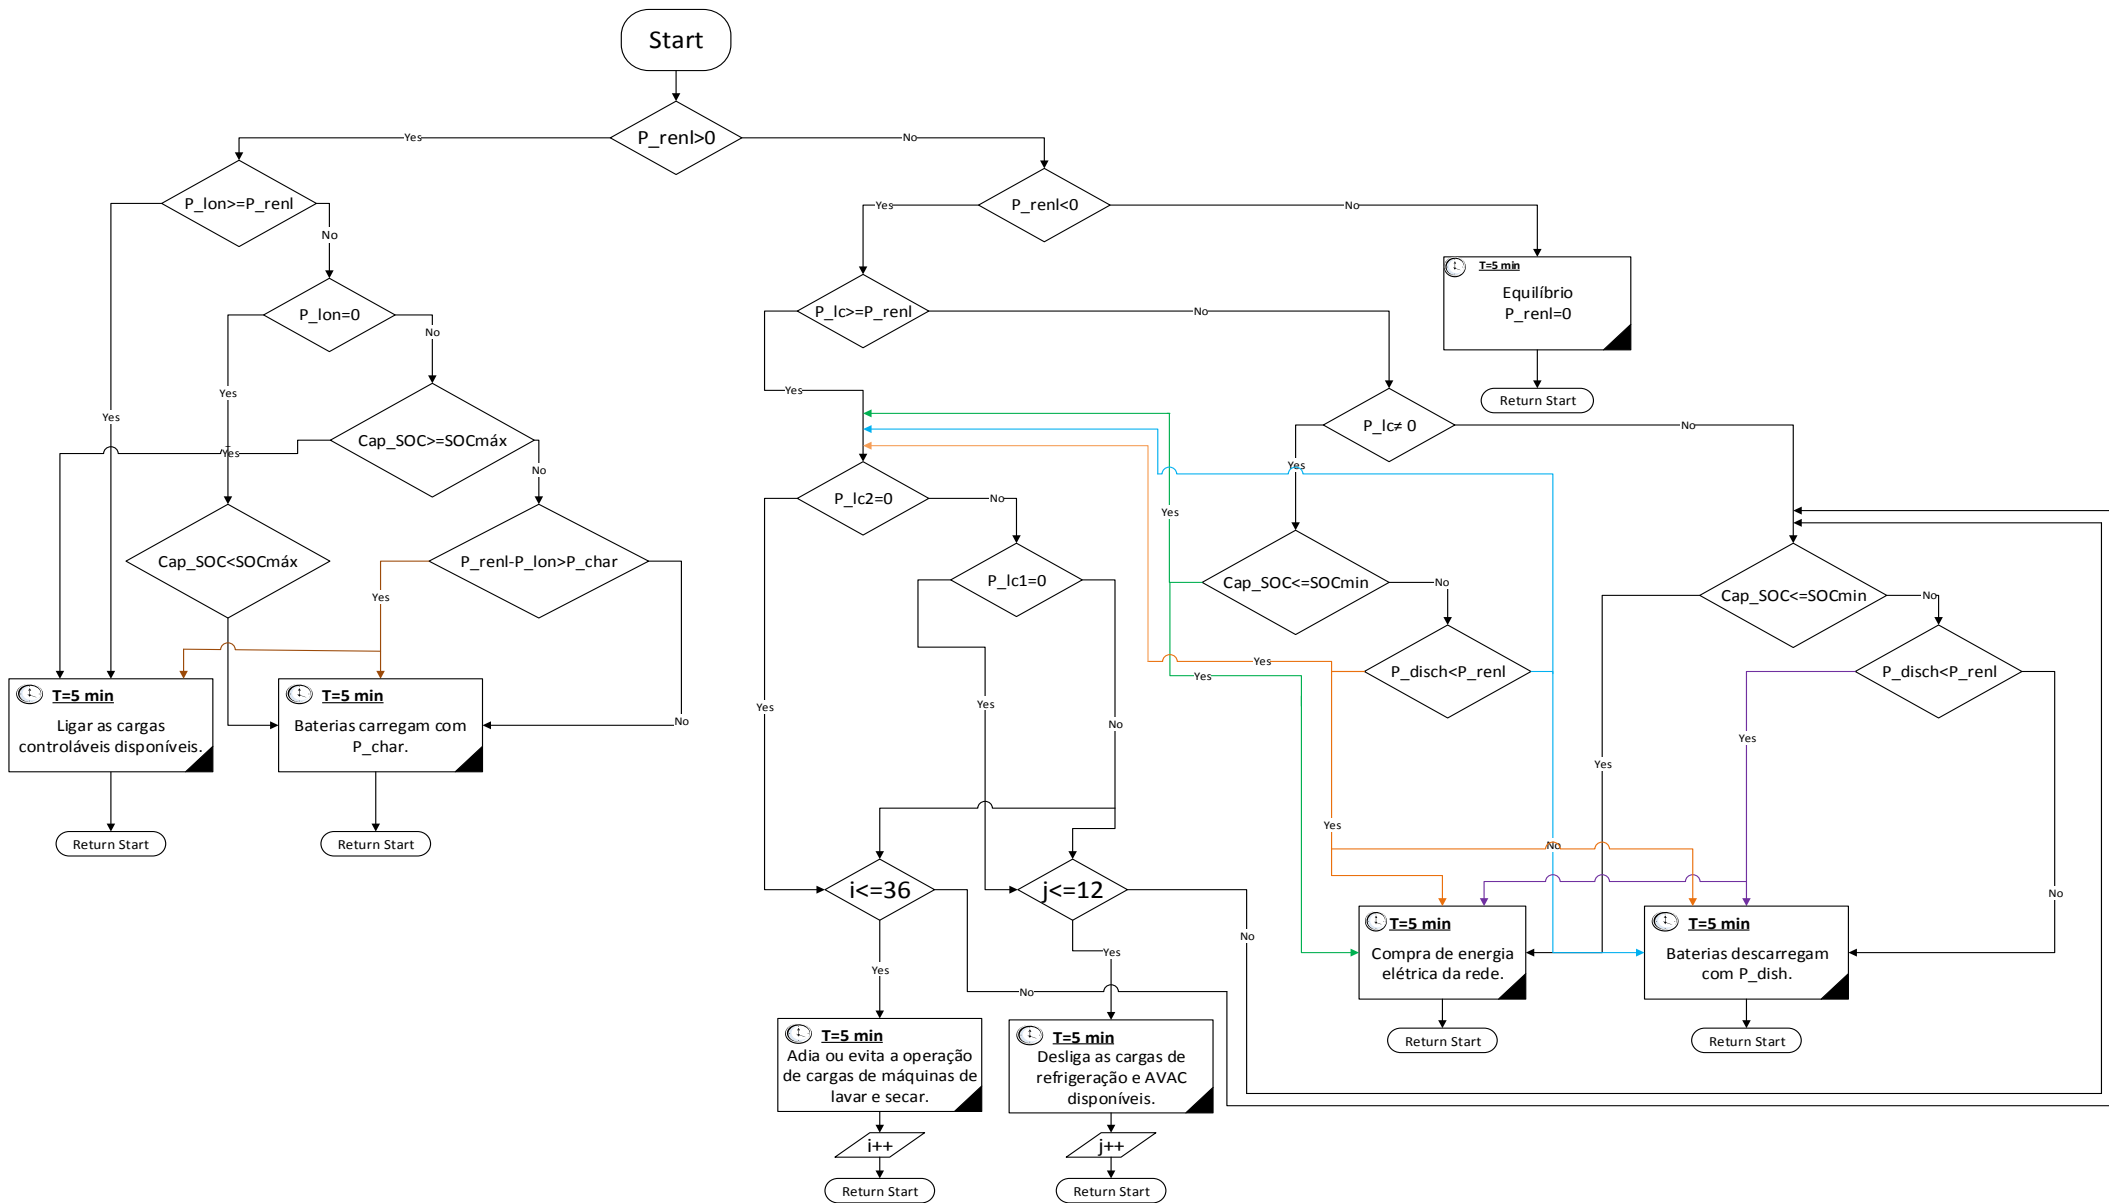 Start
P_renl>0
Yes
No
P_lon>=P_renl
Yes
No
P_renl<0
Yes
No
P_lon=0
Yes
No
P_lc>=P_renl
Yes
No
T=5 min
Equilíbrio
P_renl=0
Return Start
Cap_SOC>=SOCmáx
Yes
No
P_lc≠ 0
Yes
No
P_lc2=0
Yes
No
Cap_SOC<SOCmáx
P_renl-P_lon>P_char
Yes
No
P_lc1=0
Yes
No
Cap_SOC<=SOCmin
Yes
Yes
No
Cap_SOC<=SOCmin
Yes
No
P_disch<P_renl
Yes
Yes
No
P_disch<P_renl
Yes
No
T=5 min
Ligar as cargas
controláveis disponíveis.
Return Start
T=5 min
Baterias carregam com
P_char.
Return Start
i<=36
Yes
No
j<=12
Yes
No
T=5 min
Compra de energia
elétrica da rede.
Return Start
T=5 min
Baterias descarregam
com P_dish.
Return Start
T=5 min
Adia ou evita a operação
de cargas de máquinas de
lavar e secar.
i++
Return Start
T=5 min
Desliga as cargas de
refrigeração e AVAC
disponíveis.
j++
Return Start